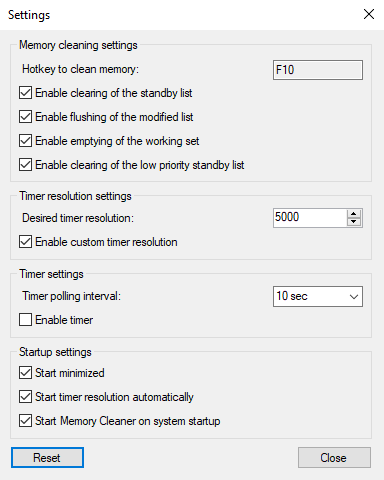 Settings
Memory cleaning settings
Hotkey to clean memory: F10
Enable clearing of the standby list
Enable flushing of the modified list
Enable emptying of the working set
Enable clearing of the low priority standby list
Timer resolution settings
Desired timer resolution: 5000
Enable custom timer resolution
Timer settings
Timer polling interval: 10 sec
Enable timer
Startup settings
Start minimized
Start timer resolution automatically
Start Memory Cleaner on system startup
Reset Close